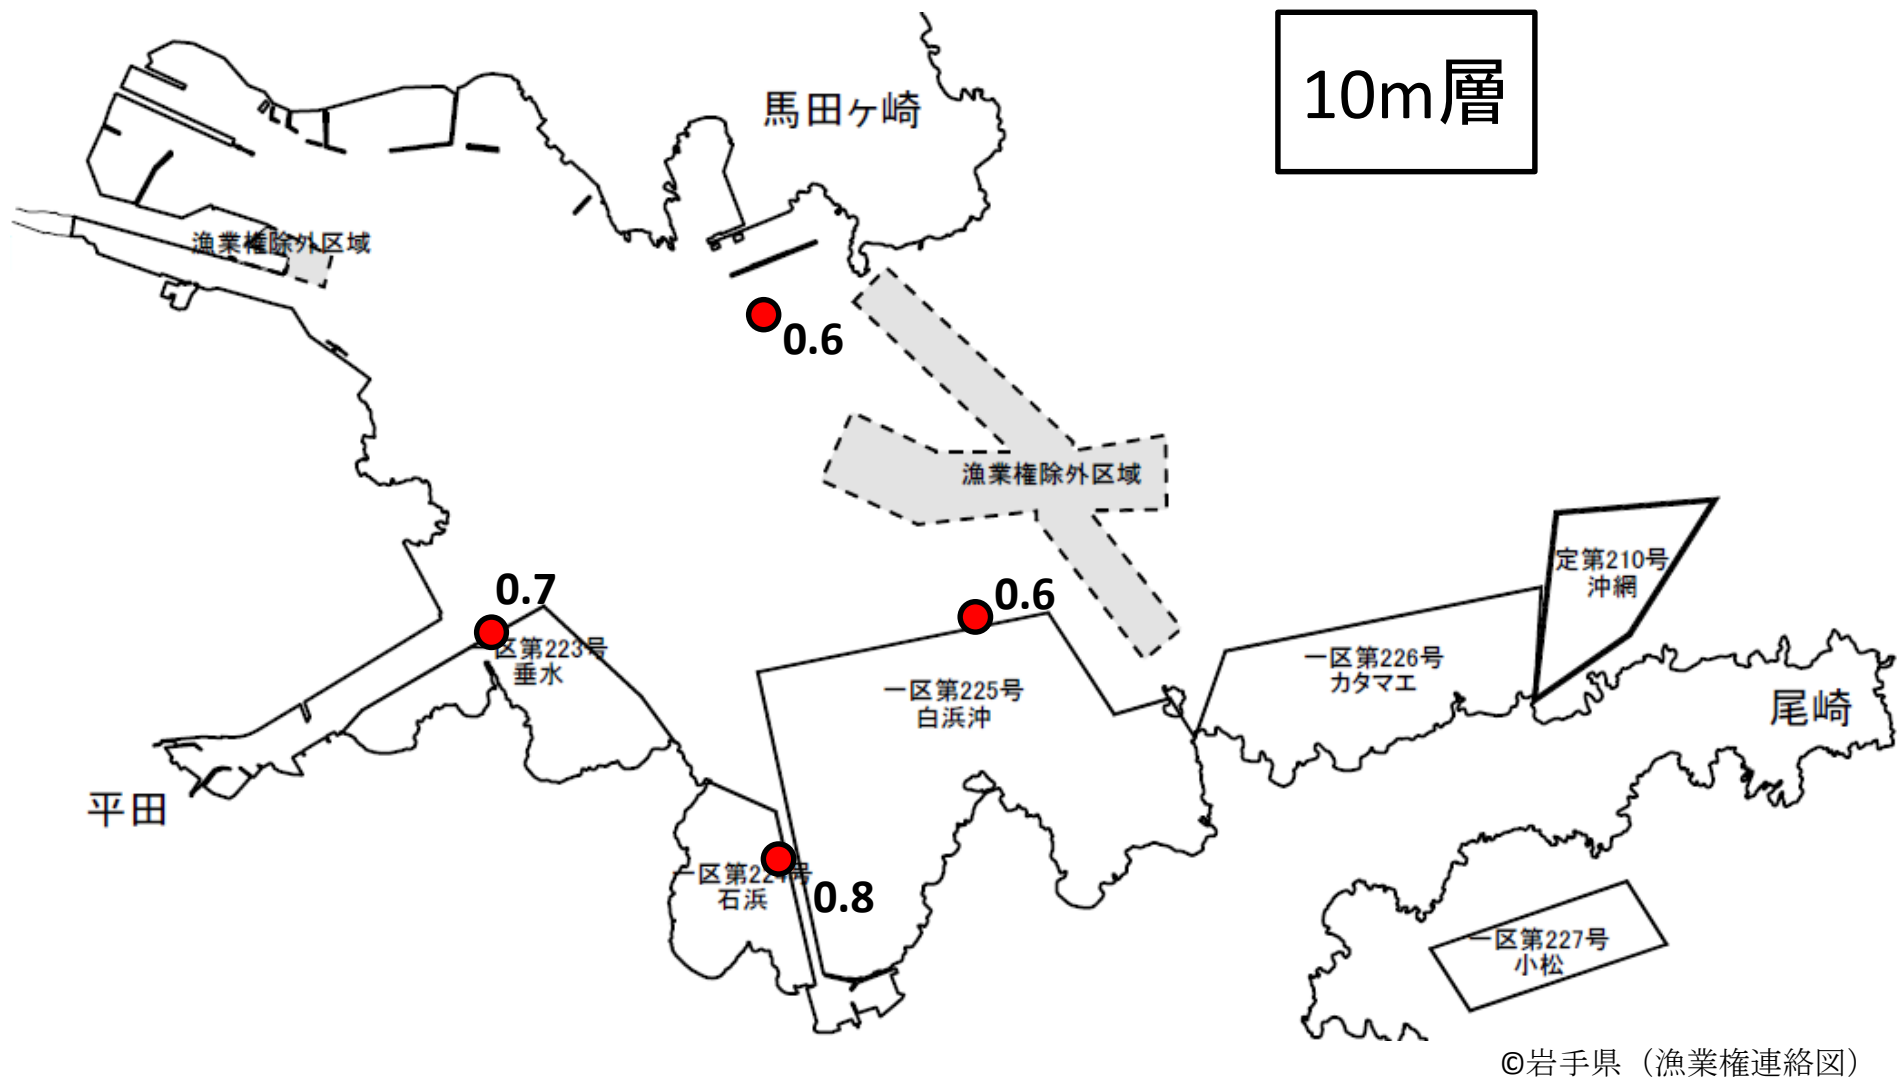 10m層
馬田ヶ崎
漁業権除外区域
0.6
漁業権除外区域
定第210号
沖網
0.7
0.6
区第223号
垂水
一区第225号
白浜沖
一区第226号
カタマエ
尾崎
平田
一区第224号
石浜
0.8
一区第227号
小松
©岩手県（漁業権連絡図）